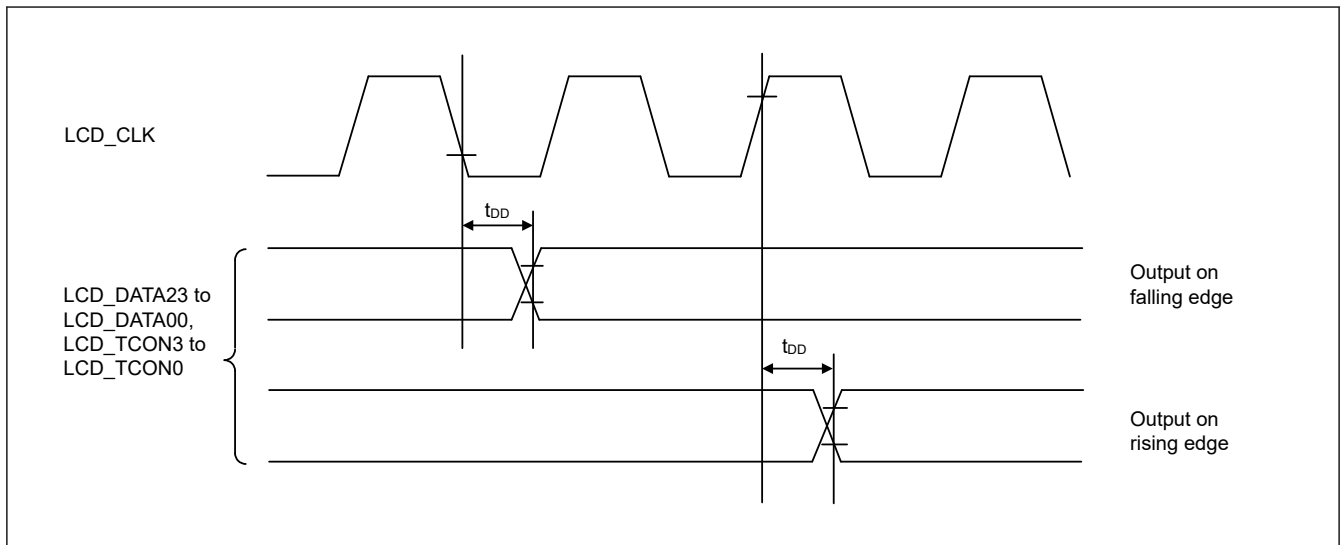 LCD_CLK
tDD
LCD_DATA23 to
LCD_DATA00,
LCD_TCON3 to
LCD_TCON0
Output on
falling edge
tDD
Output on
rising edge